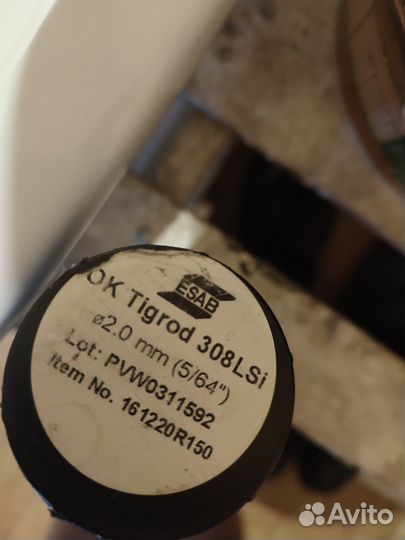 ESAB
OK Tigrod 308LSi
ø2.0 mm (5/64")
Lot: PVW0311592
Item No. 161220R150
Avito